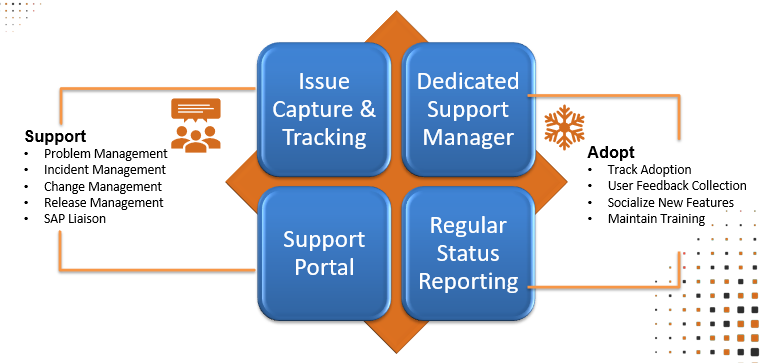 Issue
Capture &
Tracking
Dedicated
Support
Manager
Support
• Problem Management
• Incident Management
• Change Management
• Release Management
• SAP Liaison
Adopt
• Track Adoption
• User Feedback Collection
• Socialize New Features
• Maintain Training
Support
Portal
Regular
Status
Reporting